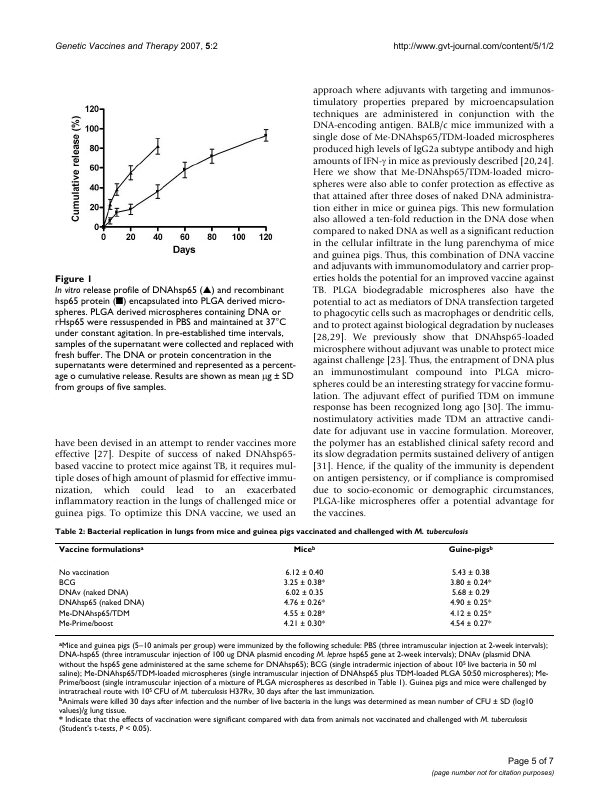 Genetic Vaccines and Therapy 2007, 5:2
http://www.gvt-journal.com/content/5/1/2
120
100
80
60
40
20
0
Cumulative release (%)
0 20 40 60 80 100 120
Days
Figure 1
In vitro release profile of DNAhsp65 (▲) and recombinant
hsp65 protein (■) encapsulated into PLGA derived micro-
spheres. PLGA derived microspheres containing DNA or
rHsp65 were ressuspended in PBS and maintained at 37°C
under constant agitation. In pre-established time intervals,
samples of the supernatant were collected and replaced with
fresh buffer. The DNA or protein concentration in the
supernatants were determined and represented as a percent-
age o cumulative release. Results are shown as mean μg ± SD
from groups of five samples.
have been devised in an attempt to render vaccines more
effective [27]. Despite of success of naked DNAhsp65-
based vaccine to protect mice against TB, it requires mul-
tiple doses of high amount of plasmid for effective immu-
nization, which could lead to an exacerbated
inflammatory reaction in the lungs of challenged mice or
guinea pigs. To optimize this DNA vaccine, we used an
approach where adjuvants with targeting and immunos-
timulatory properties prepared by microencapsulation
techniques are administered in conjunction with the
DNA-encoding antigen. BALB/c mice immunized with a
single dose of Me-DNAhsp65/TDM-loaded microspheres
produced high levels of IgG2a subtype antibody and high
amounts of IFN-γ in mice as previously described [20,24].
Here we show that Me-DNAhsp65/TDM-loaded micro-
spheres were also able to confer protection as effective as
that attained after three doses of naked DNA administra-
tion either in mice or guinea pigs. This new formulation
also allowed a ten-fold reduction in the DNA dose when
compared to naked DNA as well as a significant reduction
in the cellular infiltrate in the lung parenchyma of mice
and guinea pigs. Thus, this combination of DNA vaccine
and adjuvants with immunomodulatory and carrier prop-
erties holds the potential for an improved vaccine against
TB. PLGA biodegradable microspheres also have the
potential to act as mediators of DNA transfection targeted
to phagocytic cells such as macrophages or dendritic cells,
and to protect against biological degradation by nucleases
[28,29]. We previously show that DNAhsp65-loaded
microsphere without adjuvant was unable to protect mice
against challenge [23]. Thus, the entrapment of DNA plus
an immunostimulant compound into PLGA micro-
spheres could be an interesting strategy for vaccine formu-
lation. The adjuvant effect of purified TDM on immune
response has been recognized long ago [30]. The immu-
nostimulatory activities made TDM an attractive candi-
date for adjuvant use in vaccine formulation. Moreover,
the polymer has an established clinical safety record and
its slow degradation permits sustained delivery of antigen
[31]. Hence, if the quality of the immunity is dependent
on antigen persistency, or if compliance is compromised
due to socio-economic or demographic circumstances,
PLGA-like microspheres offer a potential advantage for
the vaccines.
Table 2: Bacterial replication in lungs from mice and guinea pigs vaccinated and challenged with M. tuberculosis
Vaccine formulationsᵃ Miceᵇ Guine-pigsᵇ
No vaccination 6.12 ± 0.40 5.43 ± 0.38
BCG 3.25 ± 0.38* 3.80 ± 0.24*
DNAv (naked DNA) 6.02 ± 0.35 5.68 ± 0.29
DNAhsp65 (naked DNA) 4.76 ± 0.26* 4.90 ± 0.25*
Me-DNAhsp65/TDM 4.55 ± 0.28* 4.12 ± 0.25*
Me-Prime/boost 4.21 ± 0.30* 4.54 ± 0.27*
ᵃMice and guinea pigs (5–10 animals per group) were immunized by the following schedule: PBS (three intramuscular injection at 2-week intervals);
DNA-hsp65 (three intramuscular injection of 100 ug DNA plasmid encoding M. leprae hsp65 gene at 2-week intervals); DNAv (plasmid DNA
without the hsp65 gene administered at the same scheme for DNAhsp65); BCG (single intradermic injection of about 10⁵ live bacteria in 50 ml
saline); Me-DNAhsp65/TDM-loaded microspheres (single intramuscular injection of DNAhsp65 plus TDM-loaded PLGA 50:50 microspheres); Me-
Prime/boost (single intramuscular injection of a mixture of PLGA microspheres as described in Table 1). Guinea pigs and mice were challenged by
intratracheal route with 10⁵ CFU of M. tuberculosis H37Rv, 30 days after the last immunization.
ᵇAnimals were killed 30 days after infection and the number of live bacteria in the lungs was determined as mean number of CFU ± SD (log10
values)/g lung tissue.
* Indicate that the effects of vaccination were significant compared with data from animals not vaccinated and challenged with M. tuberculosis
(Student's t-tests, P < 0.05).
Page 5 of 7
(page number not for citation purposes)